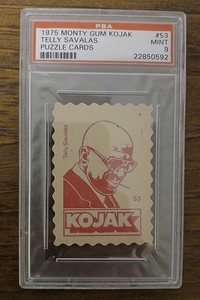 PSA
1975 MONTY GUM KOJAK #53
TELLY SAVALAS MINT
PUZZLE CARDS 9
22850592
Telly Savalas
53
KOJAK